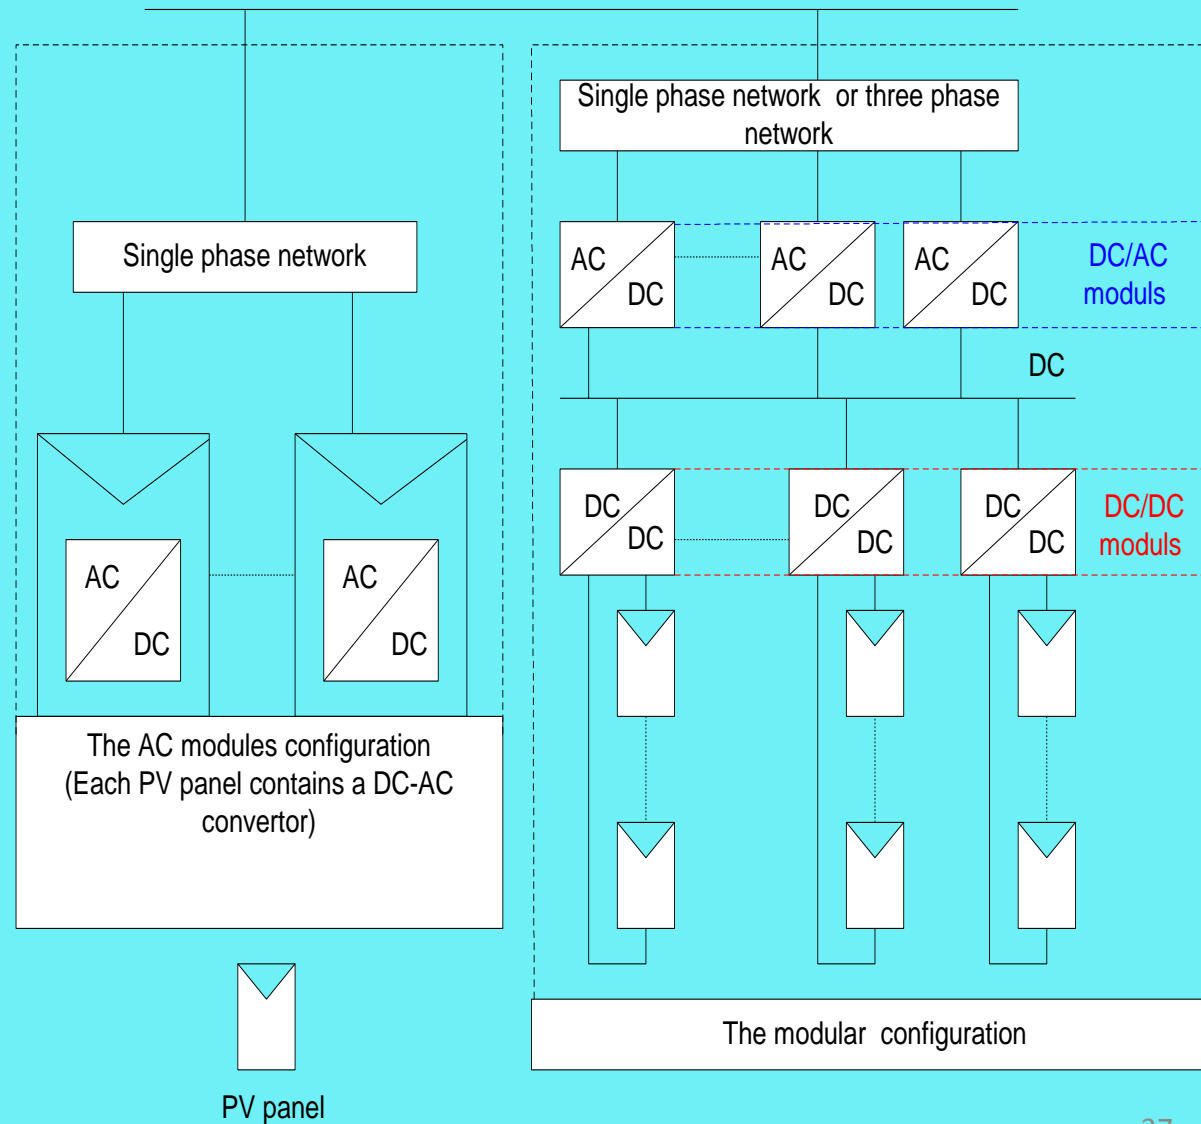 Single phase network
AC
DC
AC
DC
The AC modules configuration
(Each PV panel contains a DC-AC
convertor)
PV panel
Single phase network or three phase
network
AC
DC
AC
DC
AC
DC
DC/AC
moduls
DC
DC
DC
DC
DC
DC
DC
DC/DC
moduls
The modular configuration